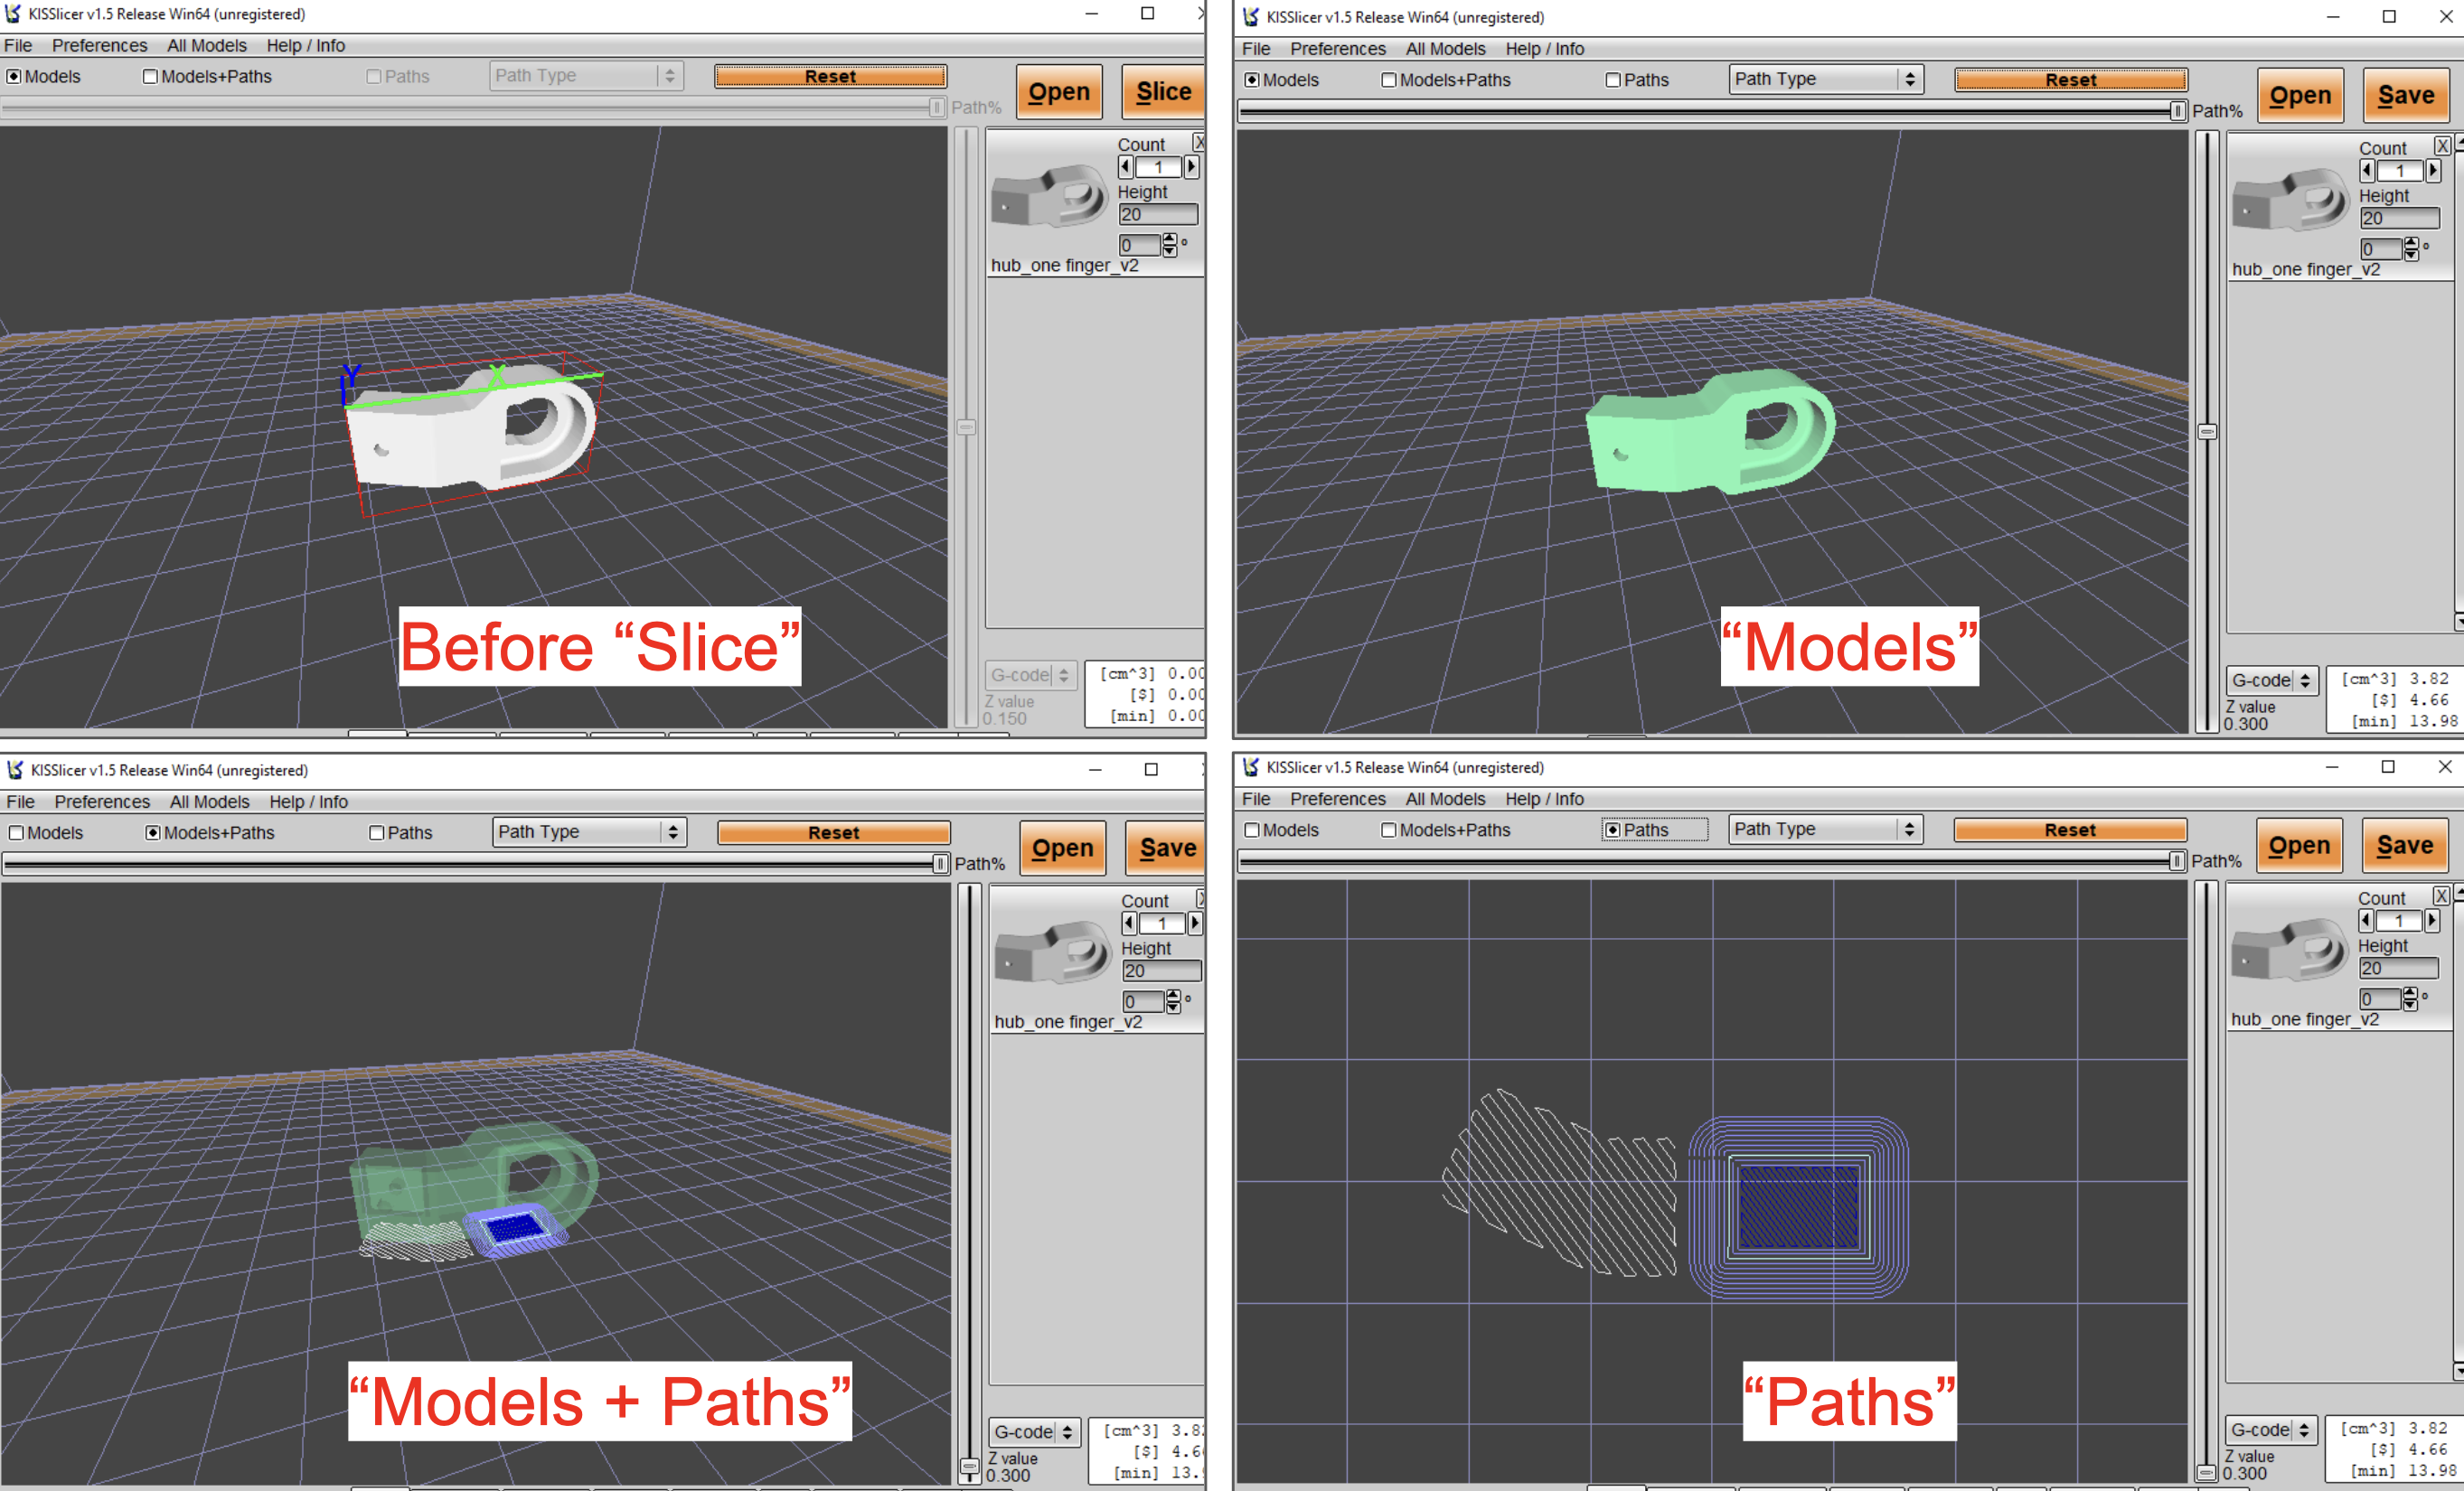 KISSlicer v1.5 Release Win64 (unregistered)
File Preferences All Models Help / Info
Models Models+Paths Paths Path Type Reset
Path%
Open Slice
Count
1
Height
20
0 °
hub_one finger_v2
Y X
Before “Slice”
G-code
Z value
0.150
[cm^3] 0.00
[$] 0.00
[min] 0.00
KISSlicer v1.5 Release Win64 (unregistered)
File Preferences All Models Help / Info
Models Models+Paths Paths Path Type Reset
Path%
Open Save
Count X
1
Height
20
0 °
hub_one finger_v2
“Models”
G-code
Z value
0.300
[cm^3] 3.82
[$] 4.66
[min] 13.98
KISSlicer v1.5 Release Win64 (unregistered)
File Preferences All Models Help / Info
Models Models+Paths Paths Path Type Reset
Path%
Open Save
Count
1
Height
20
0 °
hub_one finger_v2
“Models + Paths”
G-code
Z value
0.300
[cm^3] 3.8
[$] 4.6
[min] 13.
KISSlicer v1.5 Release Win64 (unregistered)
File Preferences All Models Help / Info
Models Models+Paths Paths Path Type Reset
Path%
Open Save
Count X
1
Height
20
0 °
hub_one finger_v2
“Paths”
G-code
Z value
0.300
[cm^3] 3.82
[$] 4.66
[min] 13.98